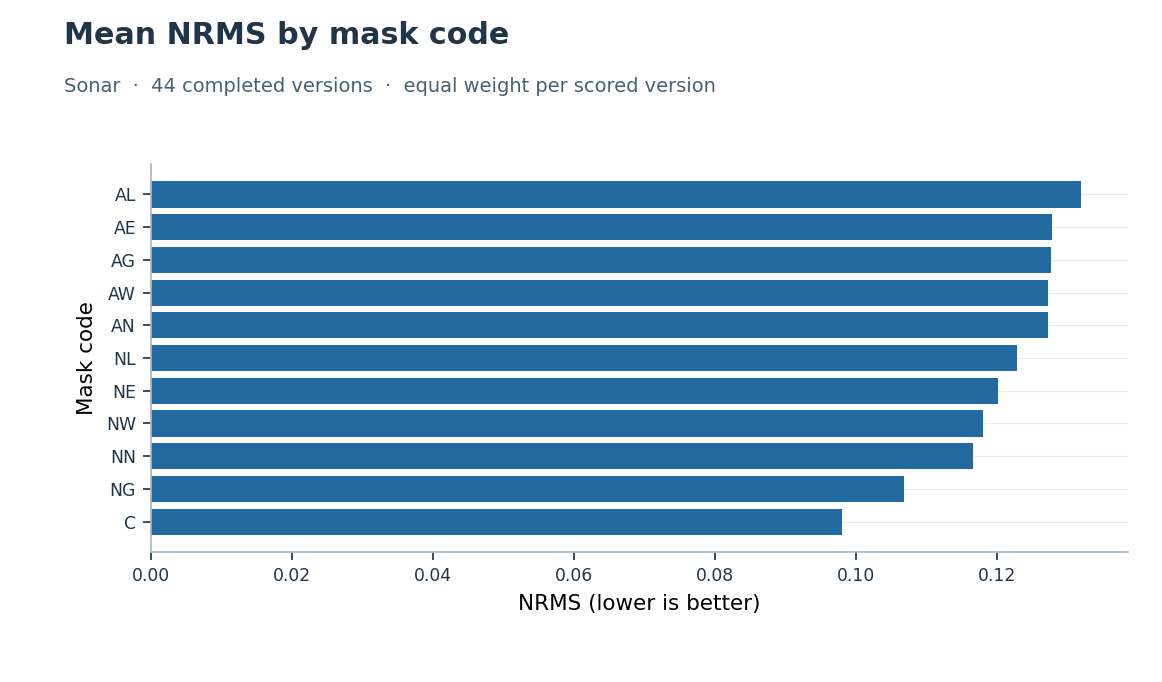 Mean NRMS by mask code
Sonar · 44 completed versions · equal weight per scored version
Mask code
AL
AE
AG
AW
AN
NL
NE
NW
NN
NG
C
0.00 0.02 0.04 0.06 0.08 0.10 0.12
NRMS (lower is better)